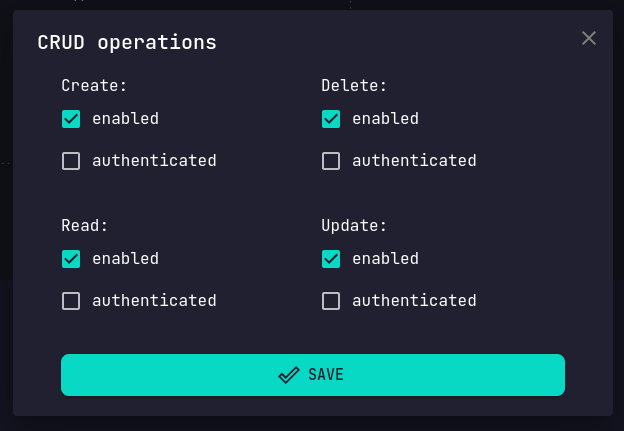 CRUD operations
Create:
enabled
authenticated
Delete:
enabled
authenticated
Read:
enabled
authenticated
Update:
enabled
authenticated
SAVE